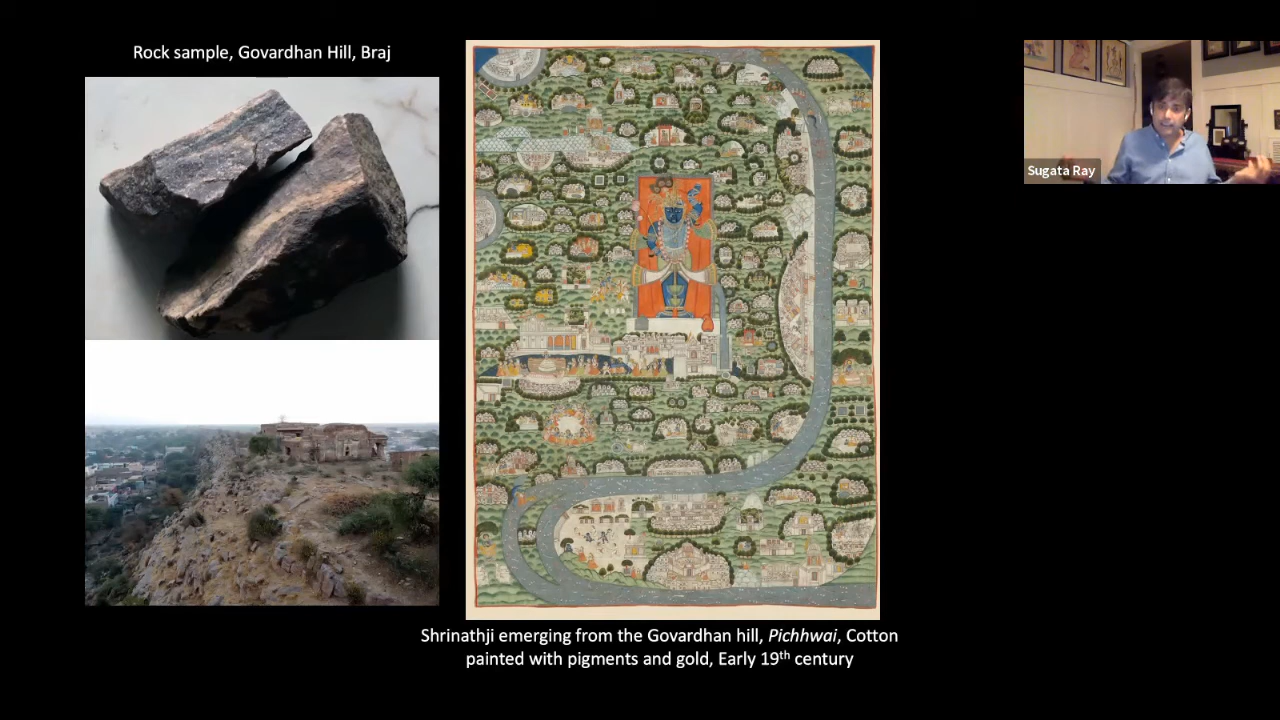 Rock sample, Govardhan Hill, Braj
Sugata Ray
Shrinathji emerging from the Govardhan hill, Pichhwai, Cotton
painted with pigments and gold, Early 19th century